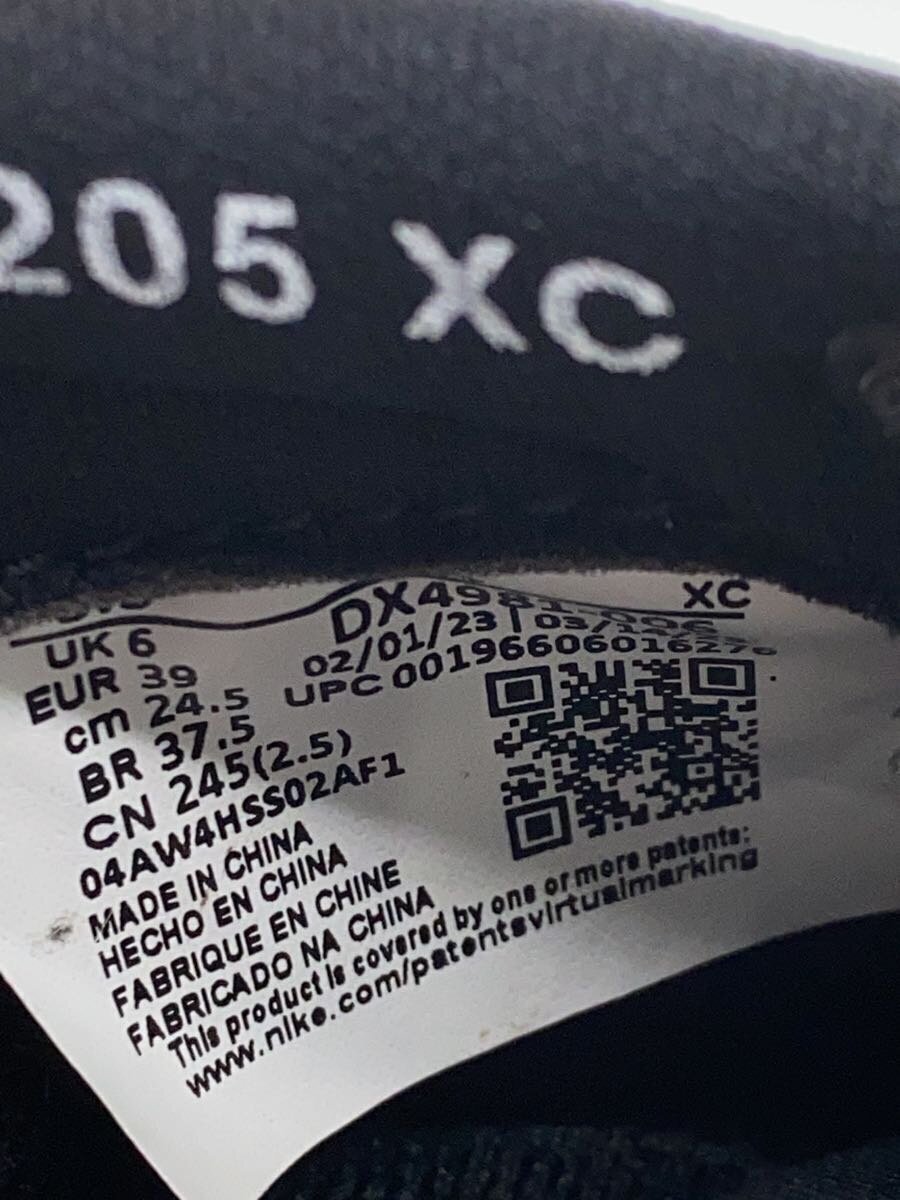 205 XC
XC
UK 6
EUR 39
cm 24.5
BR 37.5
CN 245(2.5)
04AW4HSS02AF1
02/01/23
UPC
MADE IN CHINA
HECHO EN CHINA
FABRIQUE EN CHINE
FABRICADO NA CHINA
This product is covered by one or more patents:
www.nike.com/patentsvirtualmarking